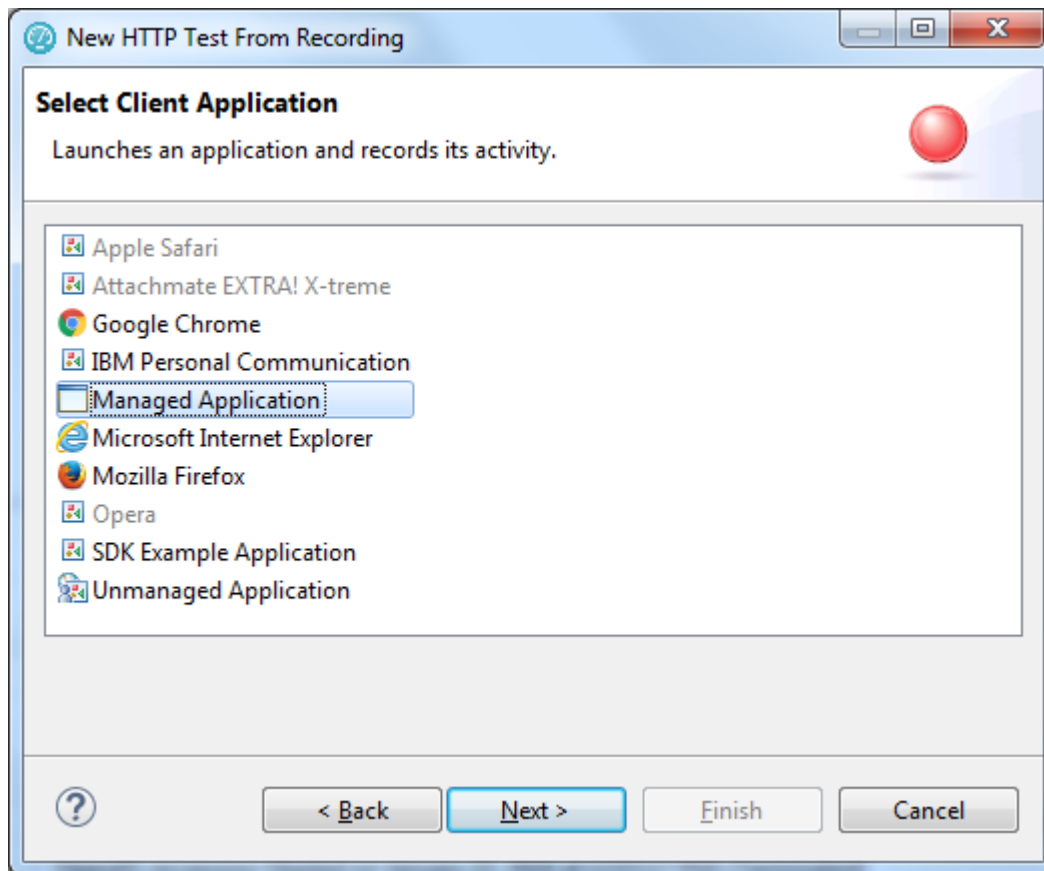 New HTTP Test From Recording
Select Client Application
Launches an application and records its activity.
Apple Safari
Attachmate EXTRA! X-treme
Google Chrome
IBM Personal Communication
Managed Application
Microsoft Internet Explorer
Mozilla Firefox
Opera
SDK Example Application
Unmanaged Application
? < Back Next > Finish Cancel